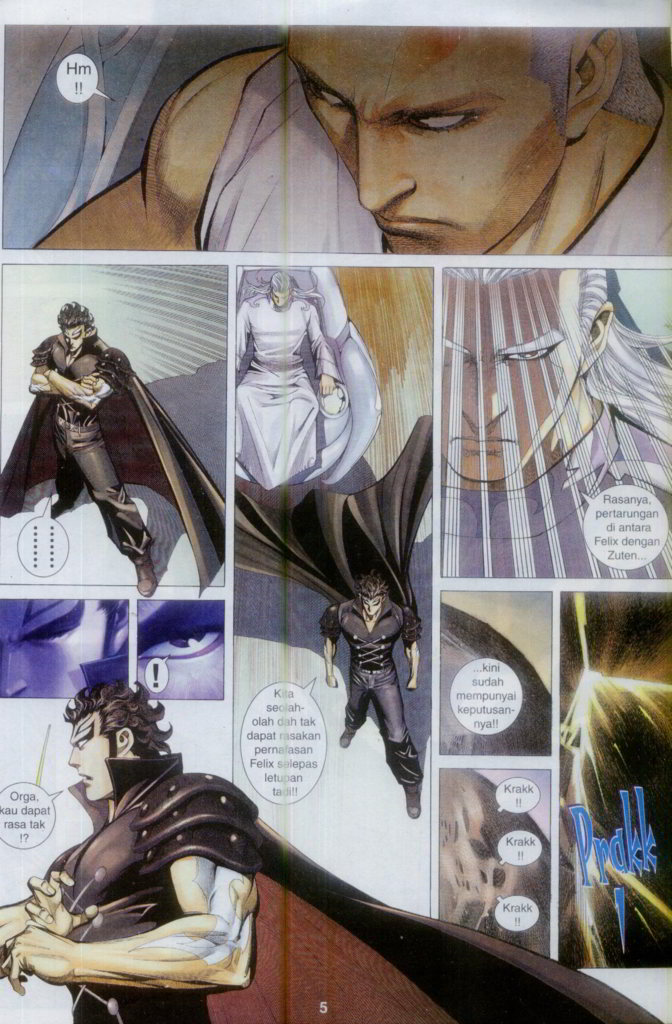 Hm
!!
Rasanya,
pertarungan
di antara
Felix dengan
Zuten...
!
Orga,
kau dapat
rasa tak
!?
Kita
seolah-
olah dah tak
dapat rasakan
pernafasan
Felix selepas
letupan
tadi!!
...kini
sudah
mempunyai
keputusan-
nya!!
Krakk
!!
Krakk
!!
Krakk
!!
Prakk
!
5